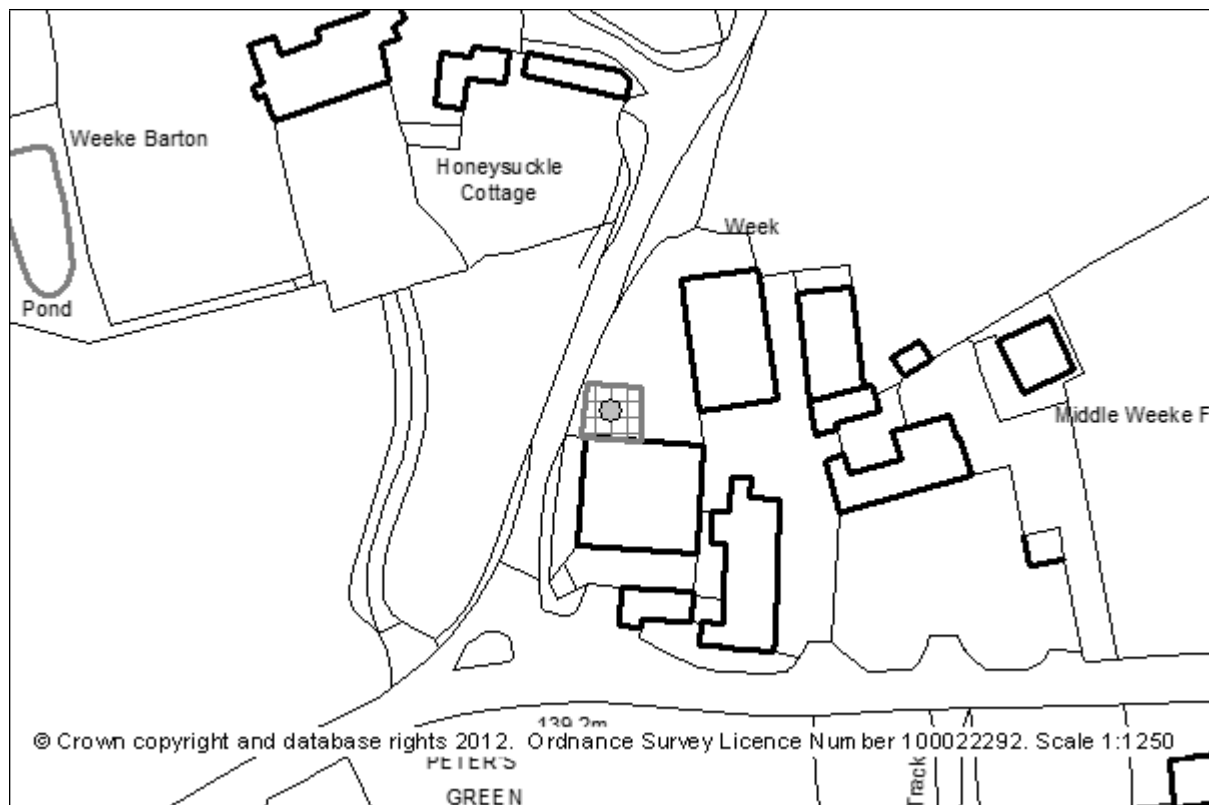 Weeke Barton
Honeysuckle
Cottage
Week
Pond
Middle Weeke F
139.2m
© Crown copyright and database rights 2012. Ordnance Survey Licence Number 100022292. Scale 1:1250
PETER'S
GREEN
Track